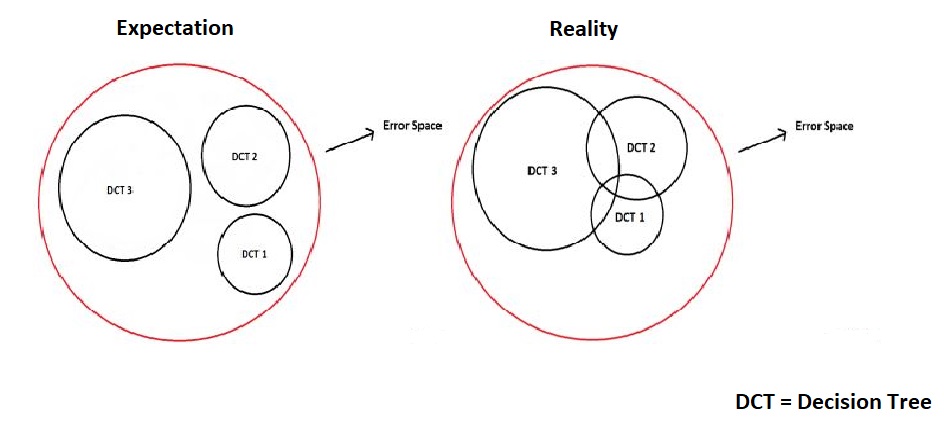 Expectation
Reality
Error Space
DCT 2
DCT 3
DCT 1
Error Space
DCT 2
DCT 3
DCT 1
DCT = Decision Tree